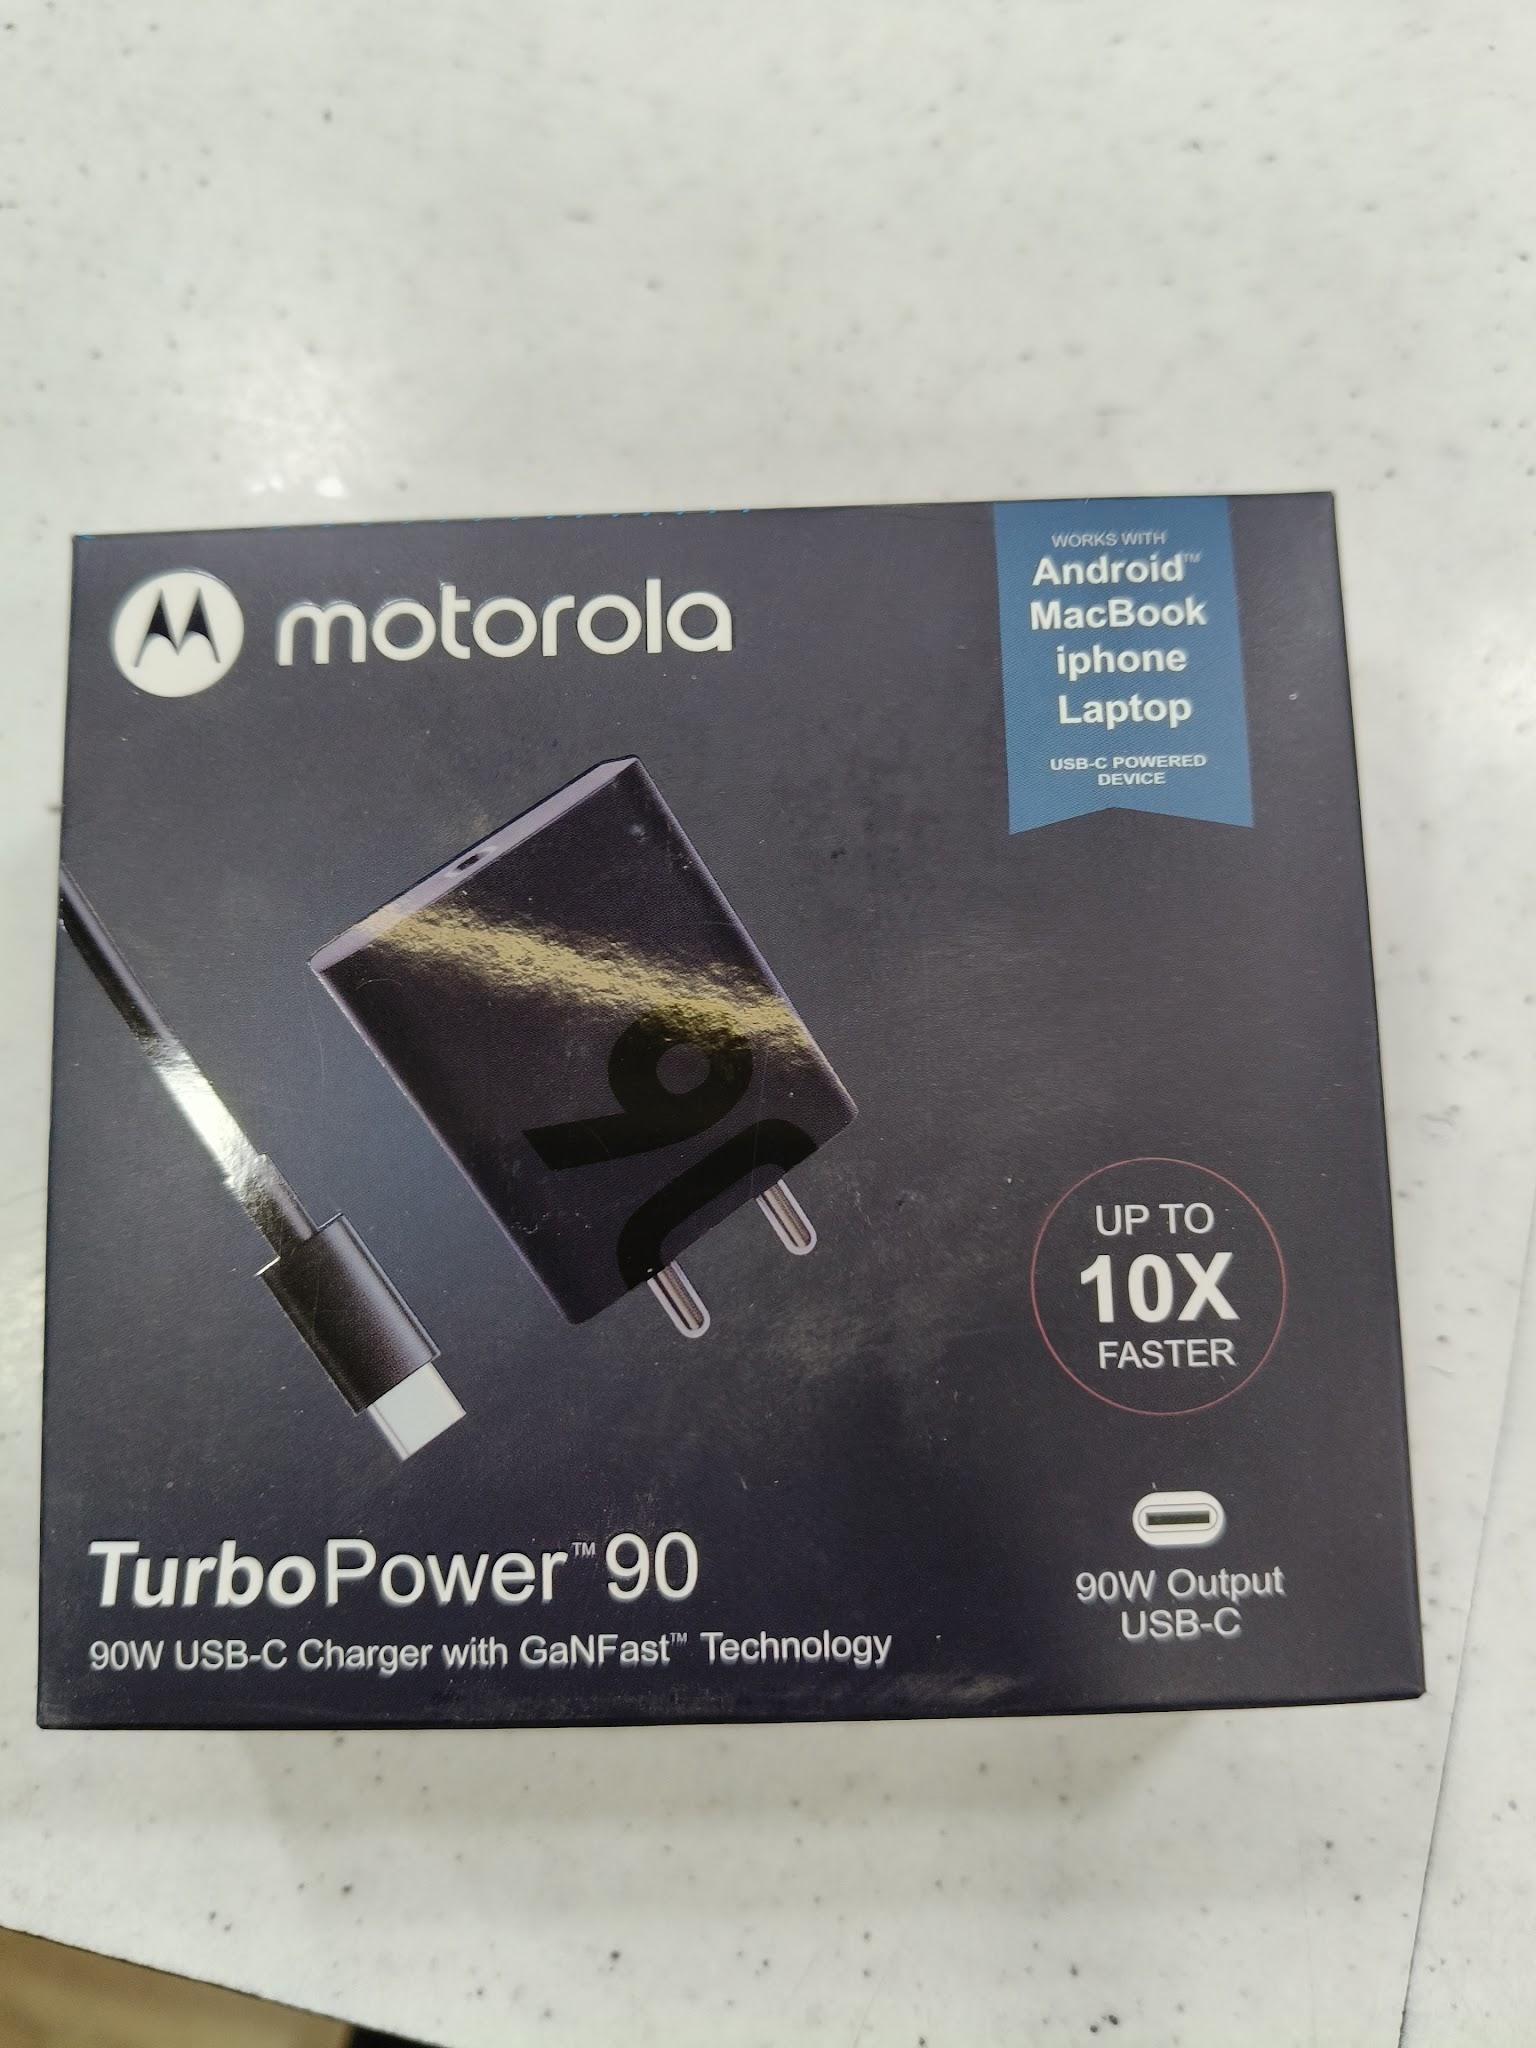 motorola
WORKS WITH
Android™
MacBook
iphone
Laptop
USB-C POWERED
DEVICE
90
UP TO
10X
FASTER
TurboPower™ 90
90W USB-C Charger with GaNFast™ Technology
90W Output
USB-C